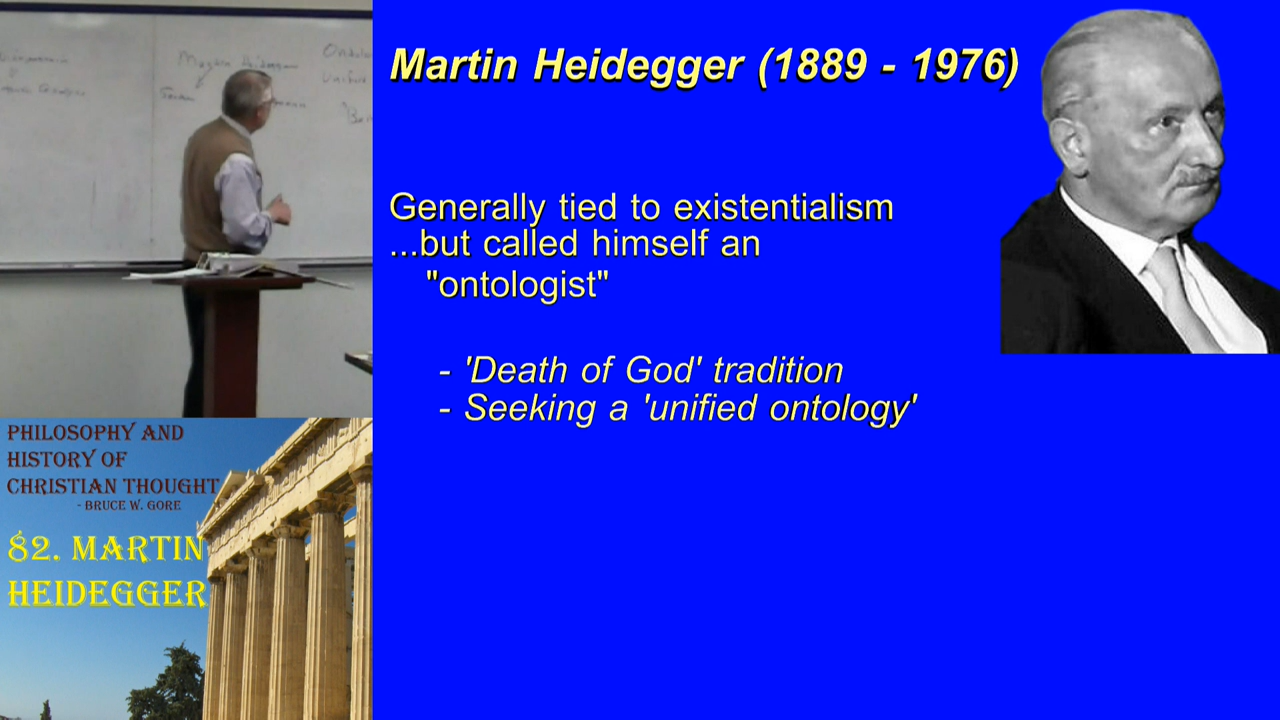 Martin Heidegger (1889 - 1976)
Generally tied to existentialism
...but called himself an
"ontologist"
- 'Death of God' tradition
- Seeking a 'unified ontology'
PHILOSOPHY AND
HISTORY OF
CHRISTIAN THOUGHT
- BRUCE W. GORE
82. MARTIN
HEIDEGGER